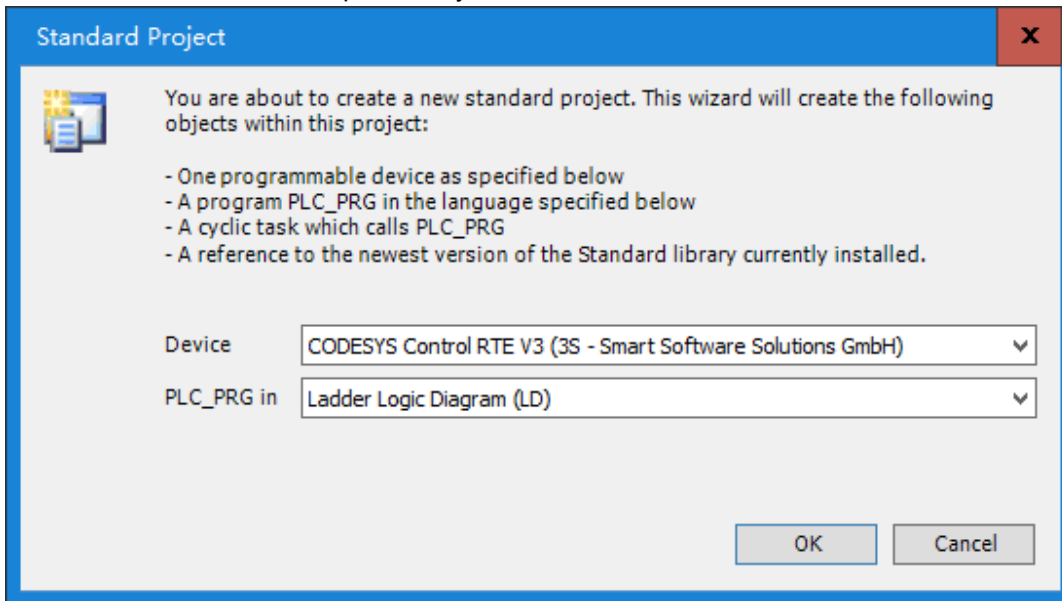 Standard Project
x
You are about to create a new standard project. This wizard will create the following
objects within this project:
- One programmable device as specified below
- A program PLC_PRG in the language specified below
- A cyclic task which calls PLC_PRG
- A reference to the newest version of the Standard library currently installed.
Device CODESYS Control RTE V3 (3S - Smart Software Solutions GmbH)
PLC_PRG in Ladder Logic Diagram (LD)
OK Cancel